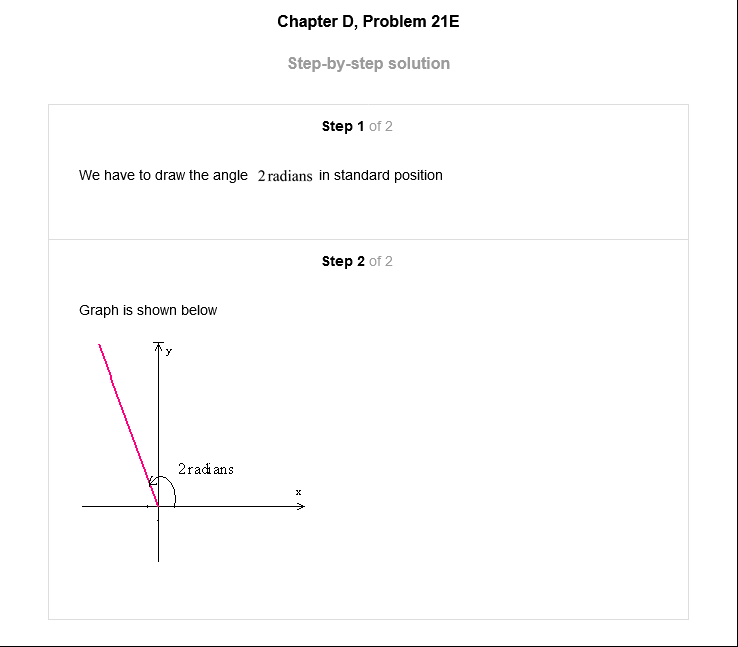 Chapter D, Problem 21E
Step-by-step solution
Step 1 of 2
We have to draw the angle 2 radians in standard position
Step 2 of 2
Graph is shown below
y
2 radians
x